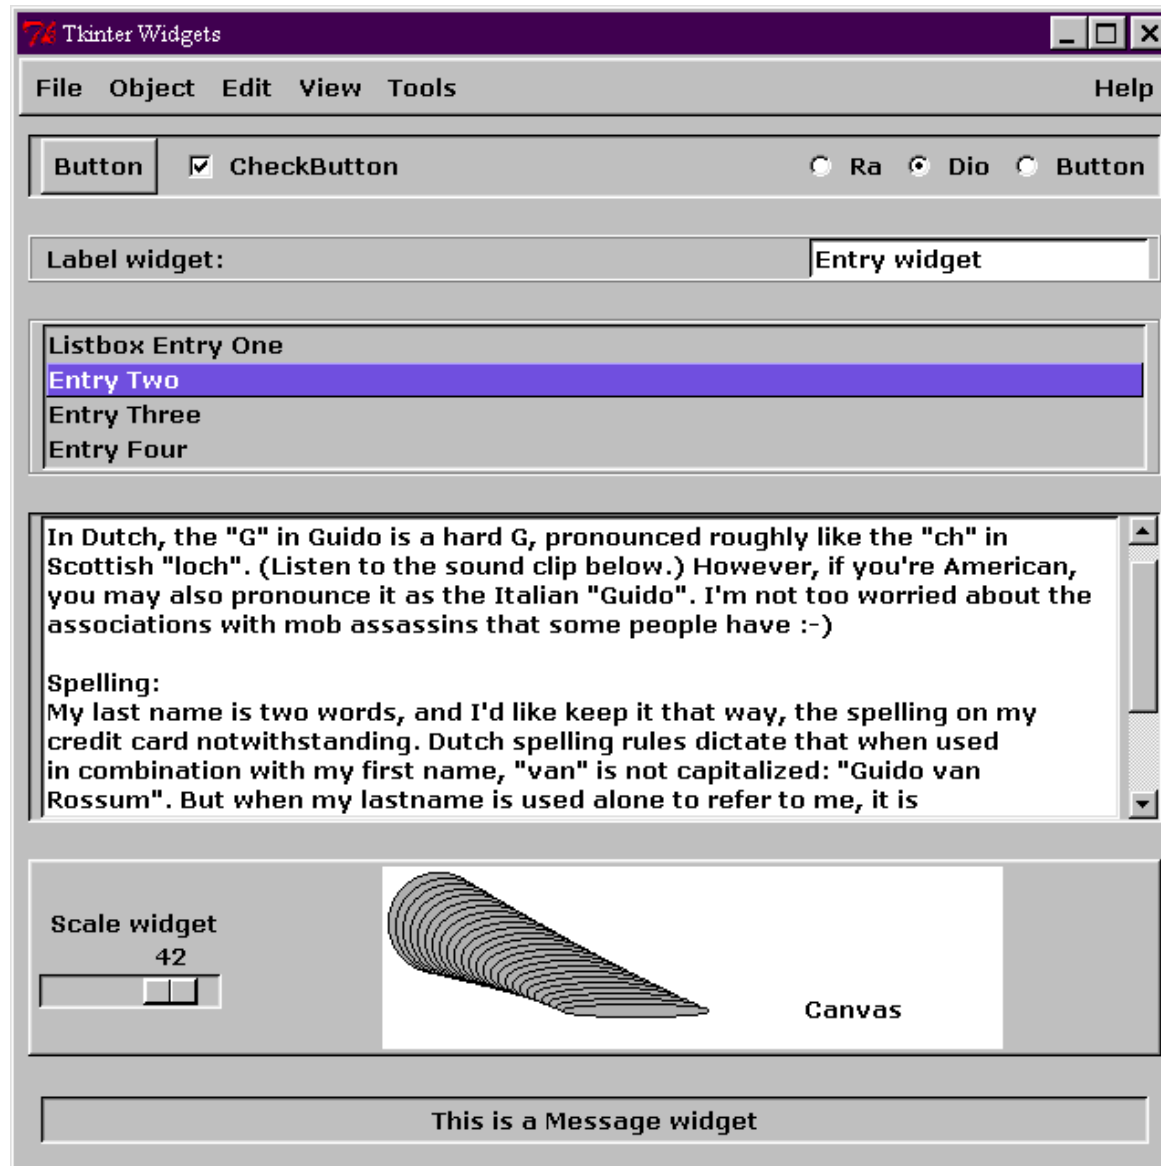 Tkinter Widgets
File Object Edit View Tools Help
Button CheckButton Ra Dio Button
Label widget: Entry widget
Listbox Entry One
Entry Two
Entry Three
Entry Four
In Dutch, the "G" in Guido is a hard G, pronounced roughly like the "ch" in
Scottish "loch". (Listen to the sound clip below.) However, if you're American,
you may also pronounce it as the Italian "Guido". I'm not too worried about the
associations with mob assassins that some people have :-)
Spelling:
My last name is two words, and I'd like keep it that way, the spelling on my
credit card notwithstanding. Dutch spelling rules dictate that when used
in combination with my first name, "van" is not capitalized: "Guido van
Rossum". But when my lastname is used alone to refer to me, it is
Scale widget
42
Canvas
This is a Message widget